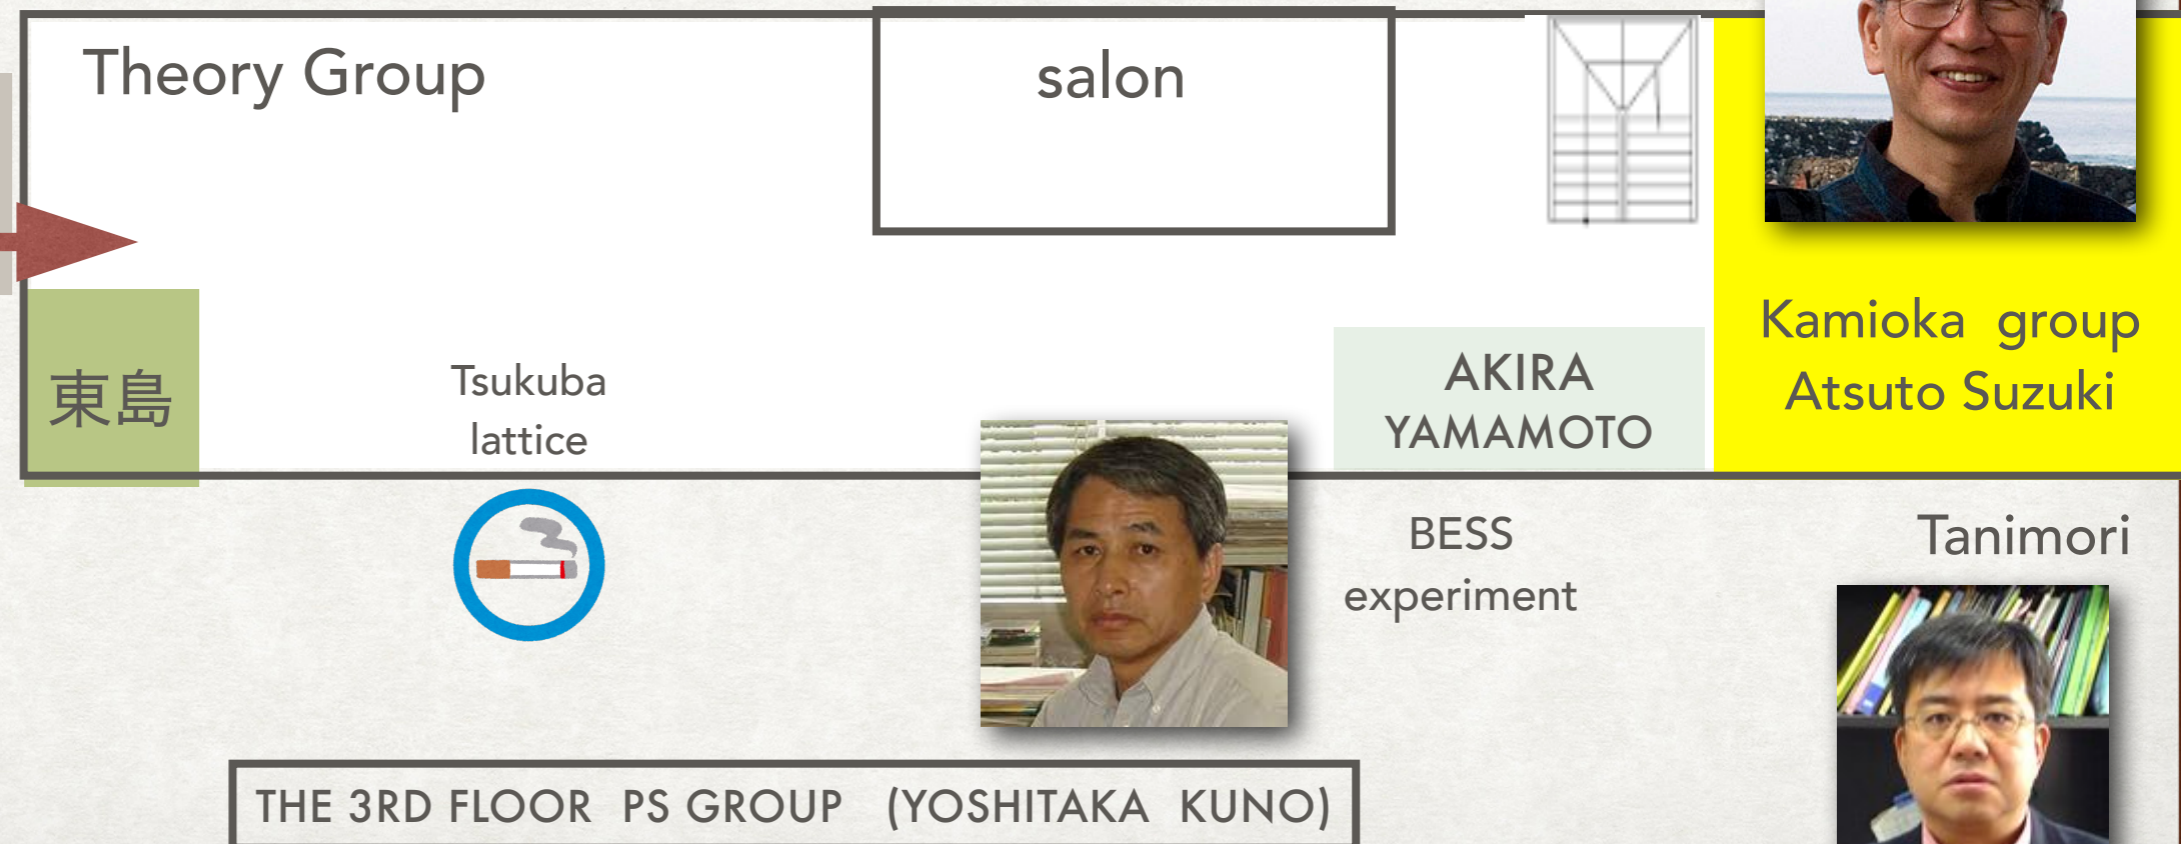 Theory Group
salon
Kamioka group
Atsuto Suzuki
AKIRA
YAMAMOTO
東島
Tsukuba
lattice
BESS
experiment
Tanimori
THE 3RD FLOOR PS GROUP (YOSHITAKA KUNO)